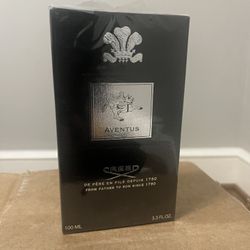 AVENTUS
CREED
DE PÈRE EN FILS DEPUIS 1760
FROM FATHER TO SON SINCE 1760
100 ML
3.3 FL.OZ.